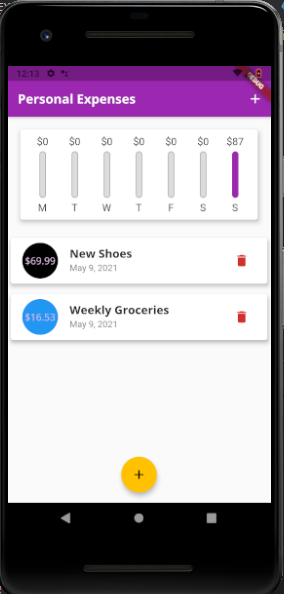 12:13
DEBUG
Personal Expenses +
$0 $0 $0 $0 $0 $0 $87
M T W T F S S
$69.99 New Shoes
May 9, 2021
$16.53 Weekly Groceries
May 9, 2021
+